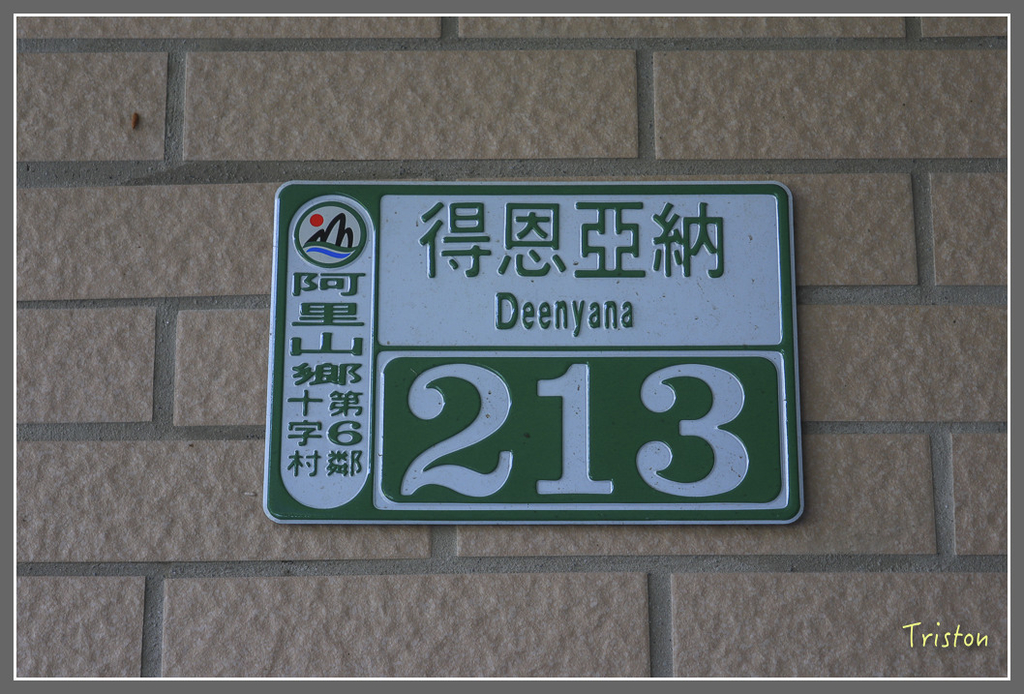 阿里山鄉
十字村
第6鄰
得恩亞納
Deenyana
213
Triston